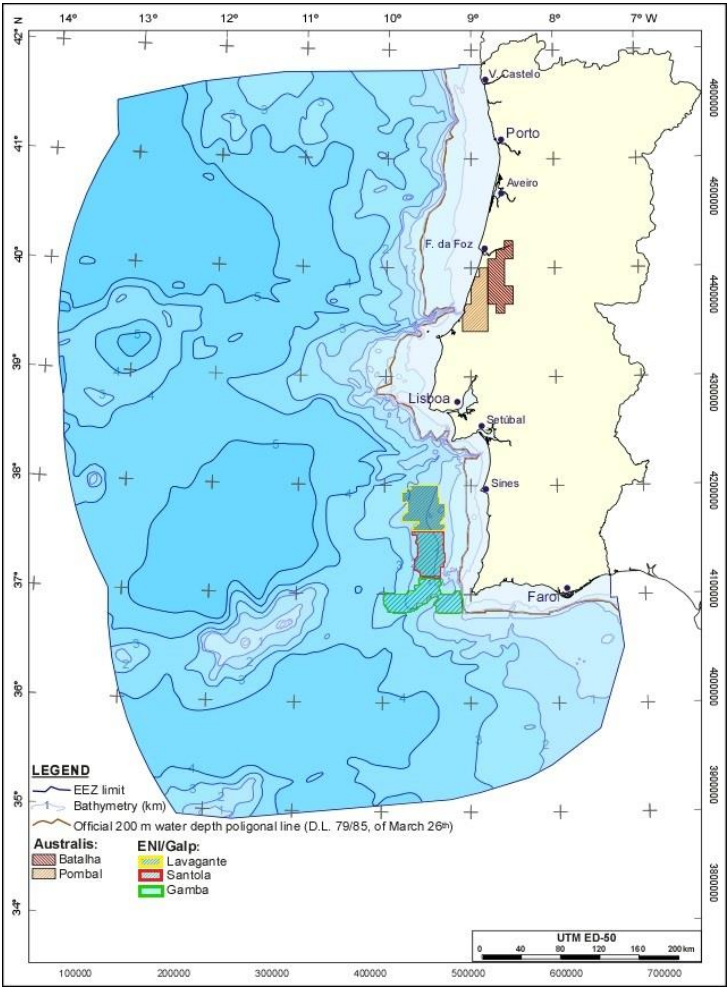 14° 13° 12° 11° 10° 9° 8° 7° W
42° N
41°
40°
39°
38°
37°
36°
35°
34°
4600000
4500000
4400000
4300000
4200000
4100000
4000000
3900000
3800000
V. Castelo
Porto
Aveiro
F. da Foz
Lisboa
Setúbal
Sines
Faro
LEGEND
EEZ limit
1 Bathymetry (km)
Official 200 m water depth poligonal line (D.L. 79/85, of March 26th)
Australis:
Batalha
Pombal
ENI/Galp:
Lavagante
Santola
Gamba
UTM ED-50
0 40 80 120 160 200 km
100000 200000 300000 400000 500000 600000 700000